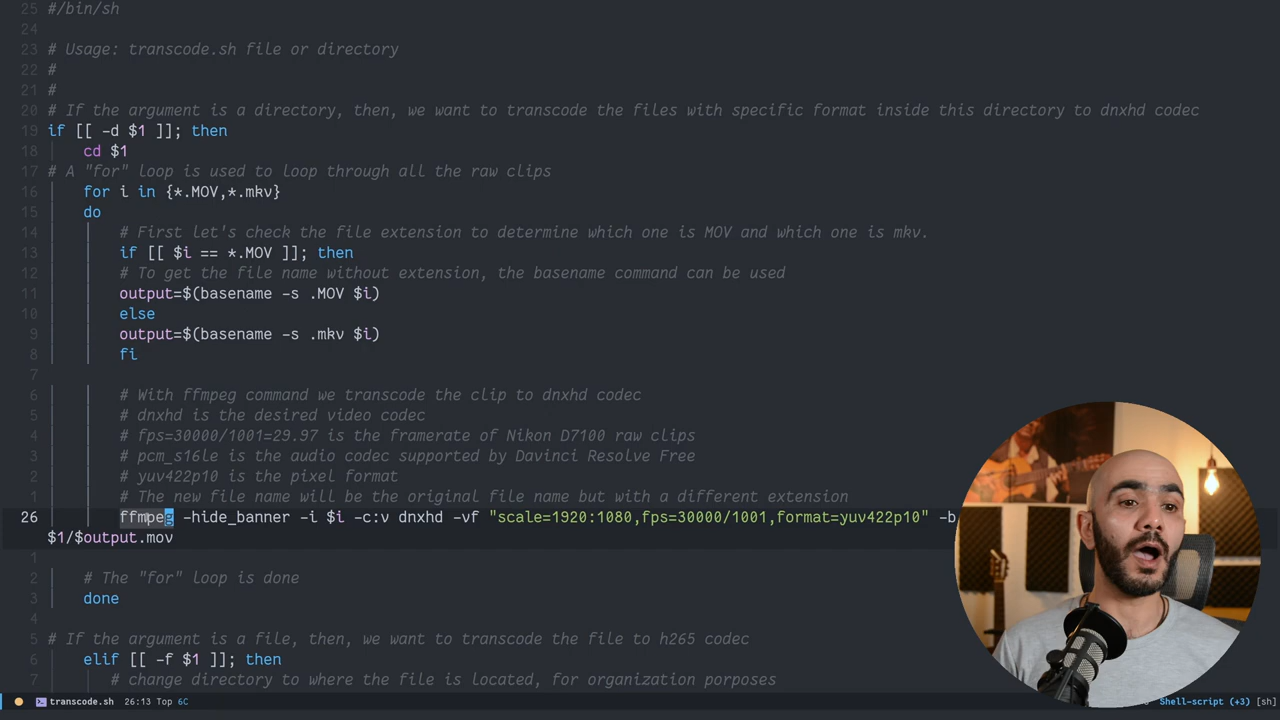 25 #/bin/sh
24
23 # Usage: transcode.sh file or directory
22 #
21 #
20 # If the argument is a directory, then, we want to transcode the files with specific format inside this directory to dnxhd codec
19 if [[ -d $1 ]]; then
18 cd $1
17 # A "for" loop is used to loop through all the raw clips
16 for i in {*.MOV,*.mkv}
15 do
14 # First let's check the file extension to determine which one is MOV and which one is mkv.
13 if [[ $i == *.MOV ]]; then
12 # To get the file name without extension, the basename command can be used
11 output=$(basename -s .MOV $i)
10 else
9 output=$(basename -s .mkv $i)
8 fi
7
6 # With ffmpeg command we transcode the clip to dnxhd codec
5 # dnxhd is the desired video codec
4 # fps=30000/1001=29.97 is the framerate of Nikon D7100 raw clips
3 # pcm_s16le is the audio codec supported by Davinci Resolve Free
2 # yuv422p10 is the pixel format
1 # The new file name will be the original file name but with a different extension
26 ffmpeg -hide_banner -i $i -c:v dnxhd -vf "scale=1920:1080,fps=30000/1001,format=yuv422p10" -b
$1/$output.mov
1
2 # The "for" loop is done
3 done
4
5 # If the argument is a file, then, we want to transcode the file to h265 codec
6 elif [[ -f $1 ]]; then
7 # change directory to where the file is located, for organization porposes
transcode.sh 26:13 Top 6C Shell-script (+3) [sh]